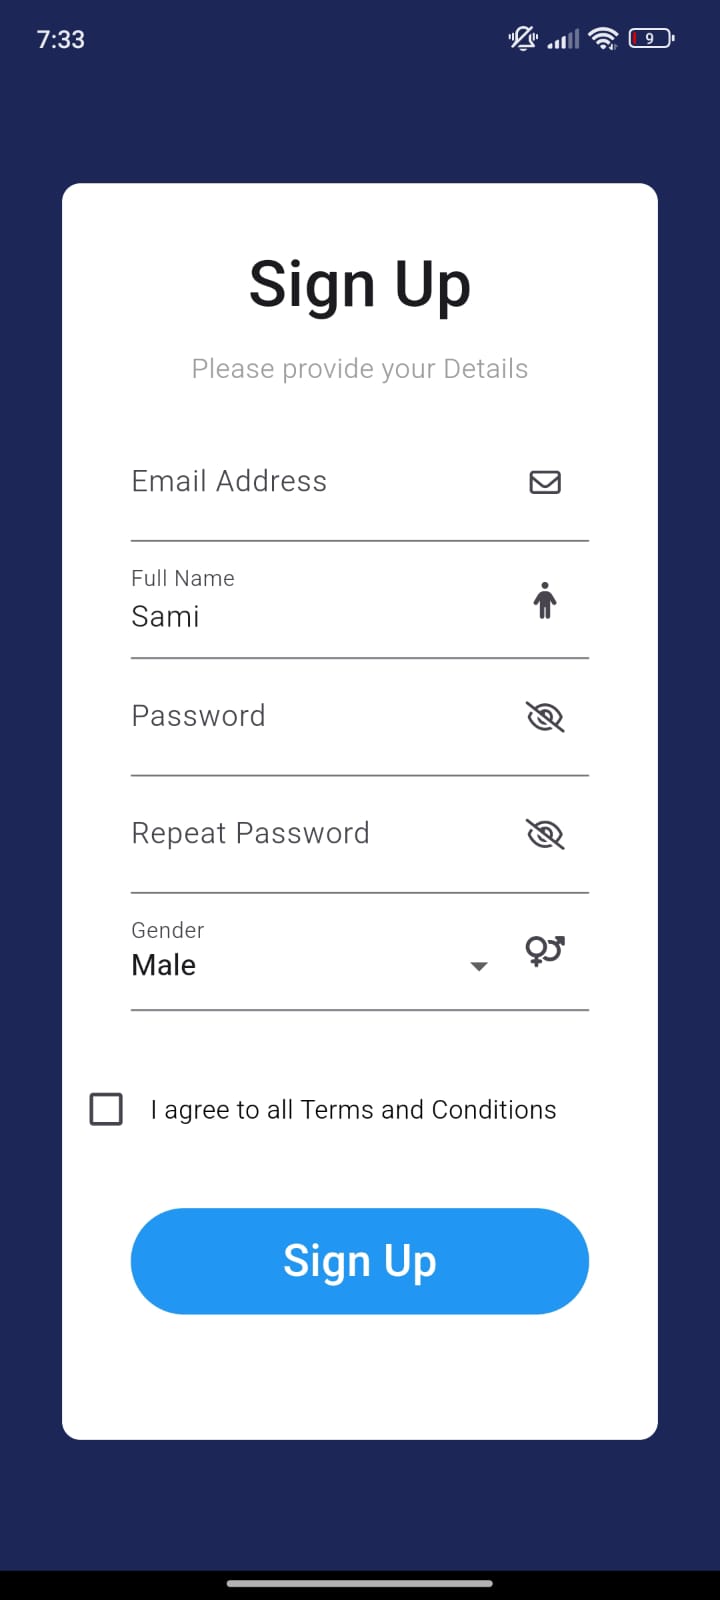 7:33
9
Sign Up
Please provide your Details
Email Address
Full Name
Sami
Password
Repeat Password
Gender
Male
I agree to all Terms and Conditions
Sign Up